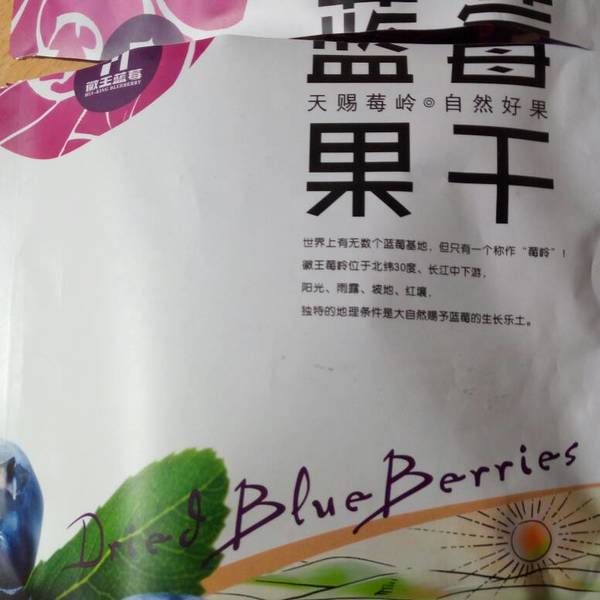 徽王蓝莓
HUI-KING BLUEBERRY
蓝莓
天赐莓岭◎自然好果
果干
世界上有无数个蓝莓基地，但只有一个称作“莓岭”！
徽王莓岭位于北纬30度、长江中下游，
阳光、雨露、坡地、红壤，
独特的地理条件是大自然赐予蓝莓的生长乐土。
Dried BlueBerries